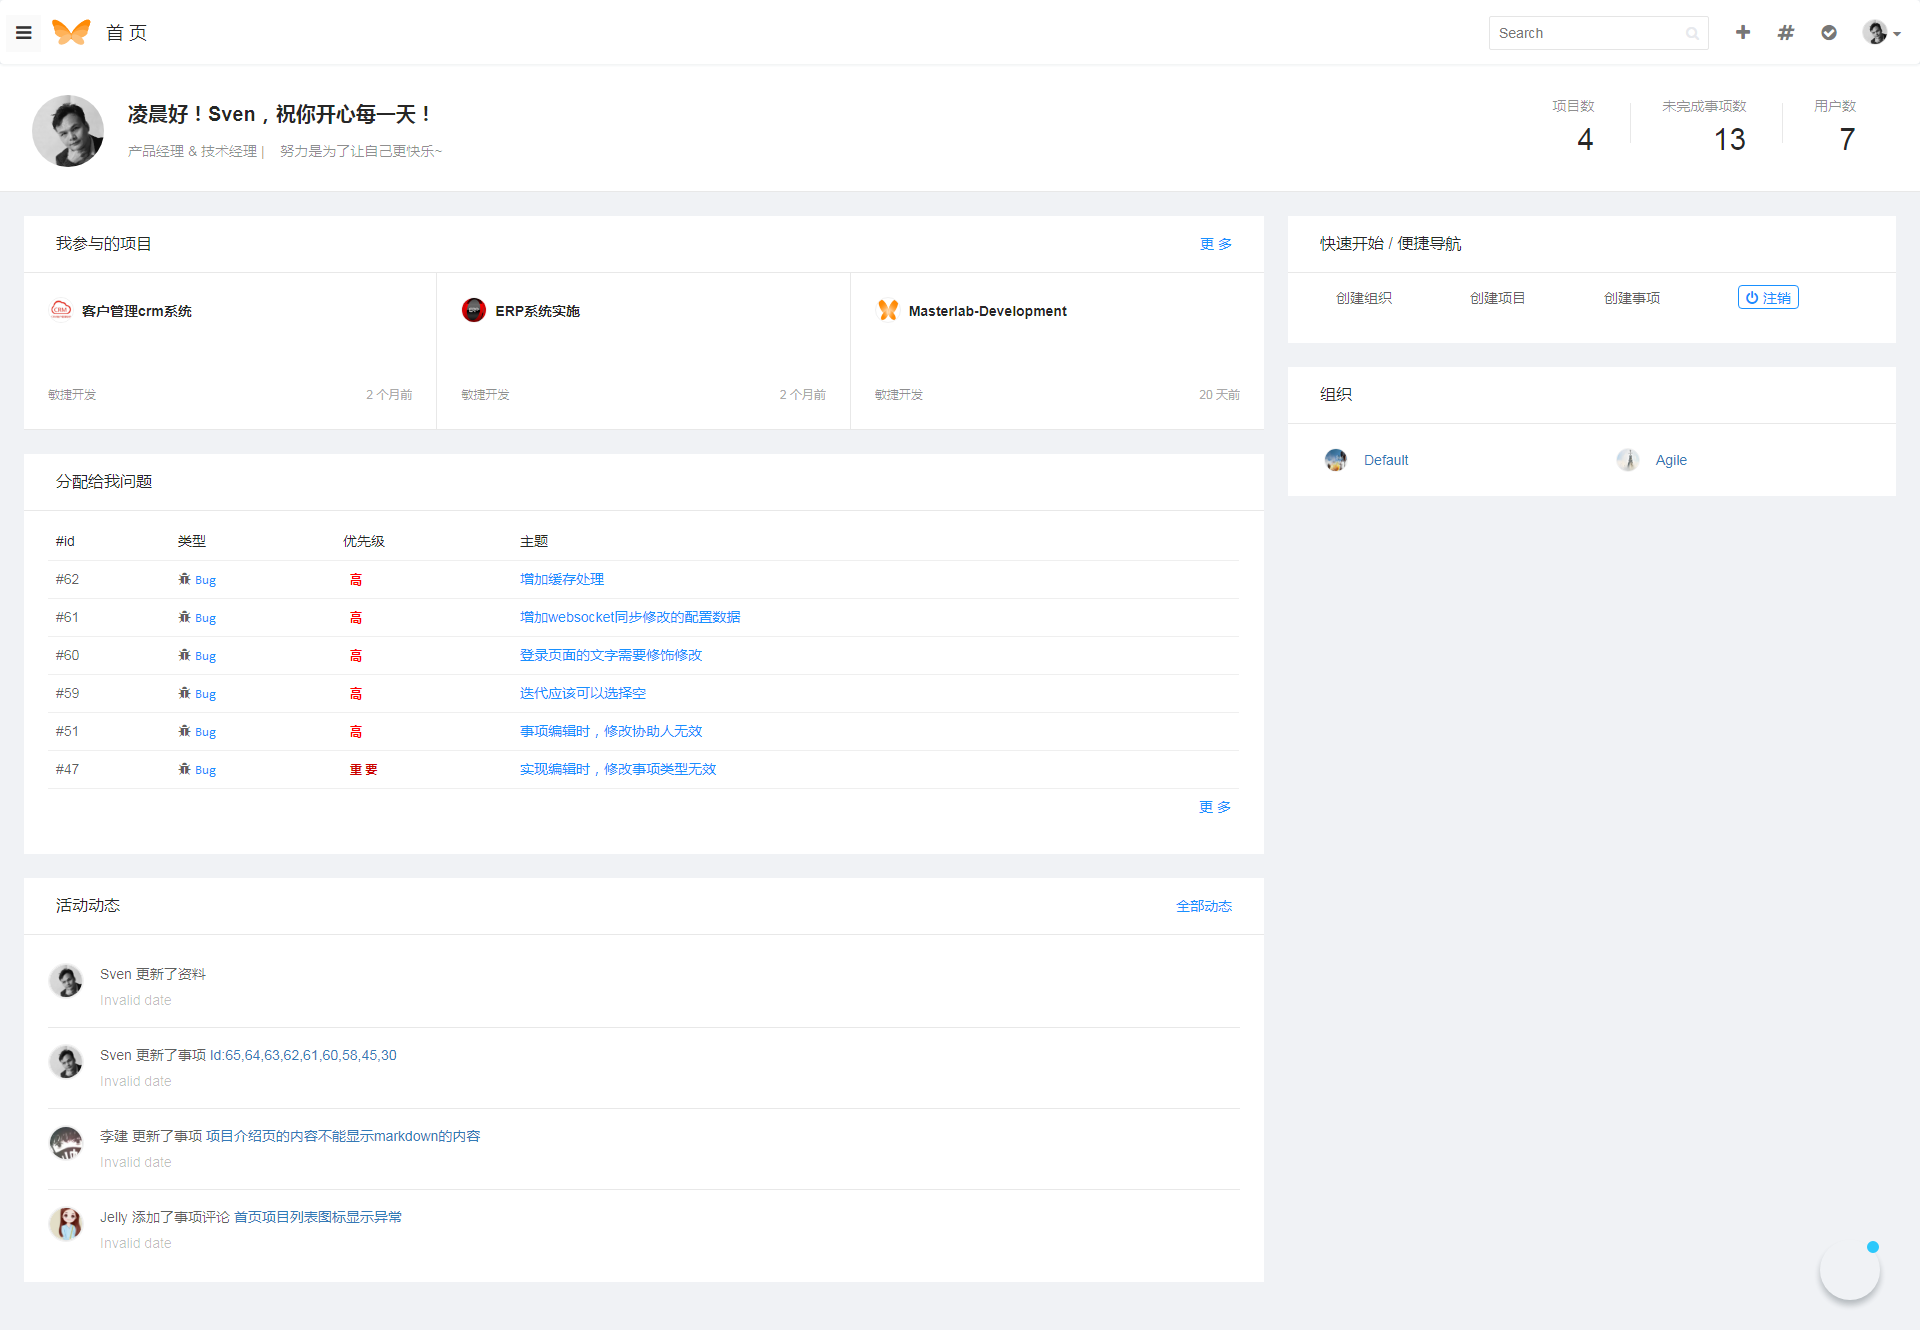 首 页
Search
凌晨好！Sven，祝你开心每一天！
产品经理 & 技术经理 |    努力是为了让自己更快乐~
项目数
4
未完成事项数
13
用户数
7
我参与的项目
更 多
客户管理crm系统
敏捷开发
2 个月前
ERP系统实施
敏捷开发
2 个月前
Masterlab-Development
敏捷开发
20 天前
快速开始 / 便捷导航
创建组织
创建项目
创建事项
注销
组织
Default
Agile
分配给我问题
#id 类型 优先级 主题
#62 Bug 高 增加缓存处理
#61 Bug 高 增加websocket同步修改的配置数据
#60 Bug 高 登录页面的文字需要修饰修改
#59 Bug 高 迭代应该可以选择空
#51 Bug 高 事项编辑时，修改协助人无效
#47 Bug 重 要 实现编辑时，修改事项类型无效
更 多
活动动态
全部动态
Sven 更新了资料
Invalid date
Sven 更新了事项 Id:65,64,63,62,61,60,58,45,30
Invalid date
李建 更新了事项 项目介绍页的内容不能显示markdown的内容
Invalid date
Jelly 添加了事项评论 首页项目列表图标显示异常
Invalid date